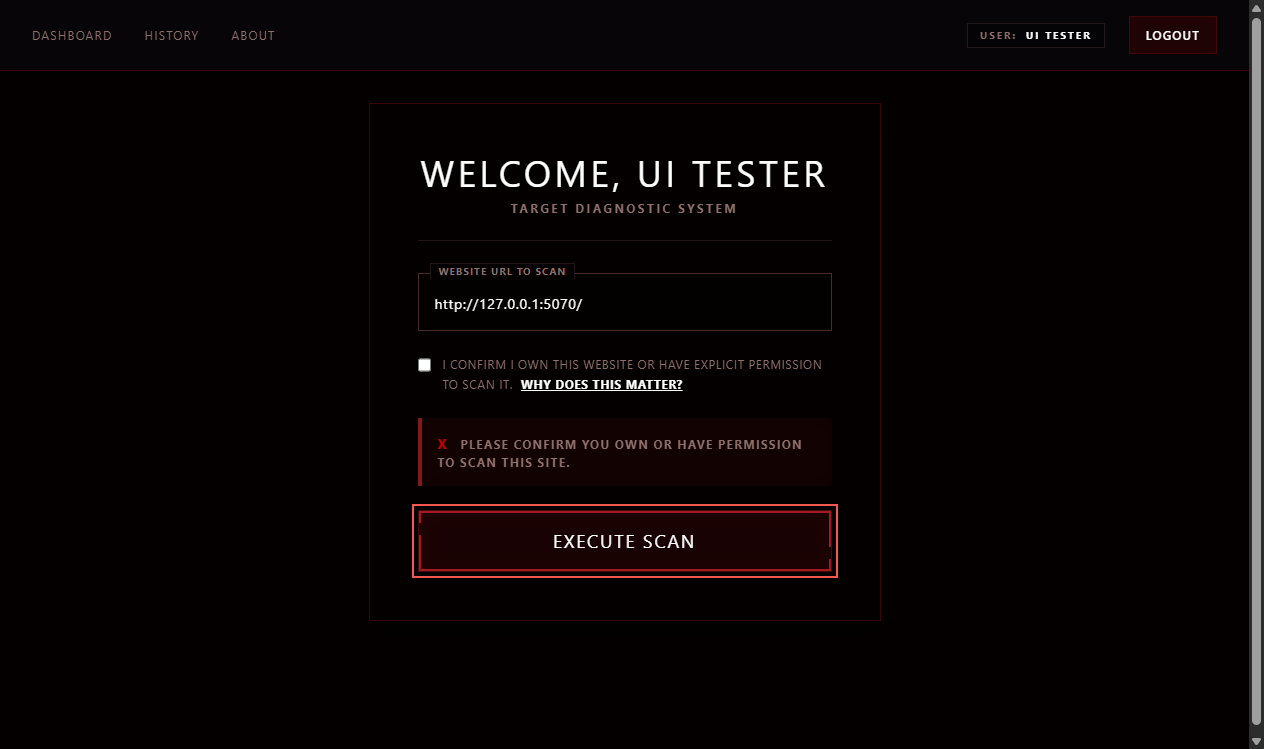 DASHBOARD HISTORY ABOUT USER: UI TESTER LOGOUT
WELCOME, UI TESTER
TARGET DIAGNOSTIC SYSTEM
WEBSITE URL TO SCAN
http://127.0.0.1:5070/
I CONFIRM I OWN THIS WEBSITE OR HAVE EXPLICIT PERMISSION
TO SCAN IT. WHY DOES THIS MATTER?
X PLEASE CONFIRM YOU OWN OR HAVE PERMISSION
TO SCAN THIS SITE.
EXECUTE SCAN